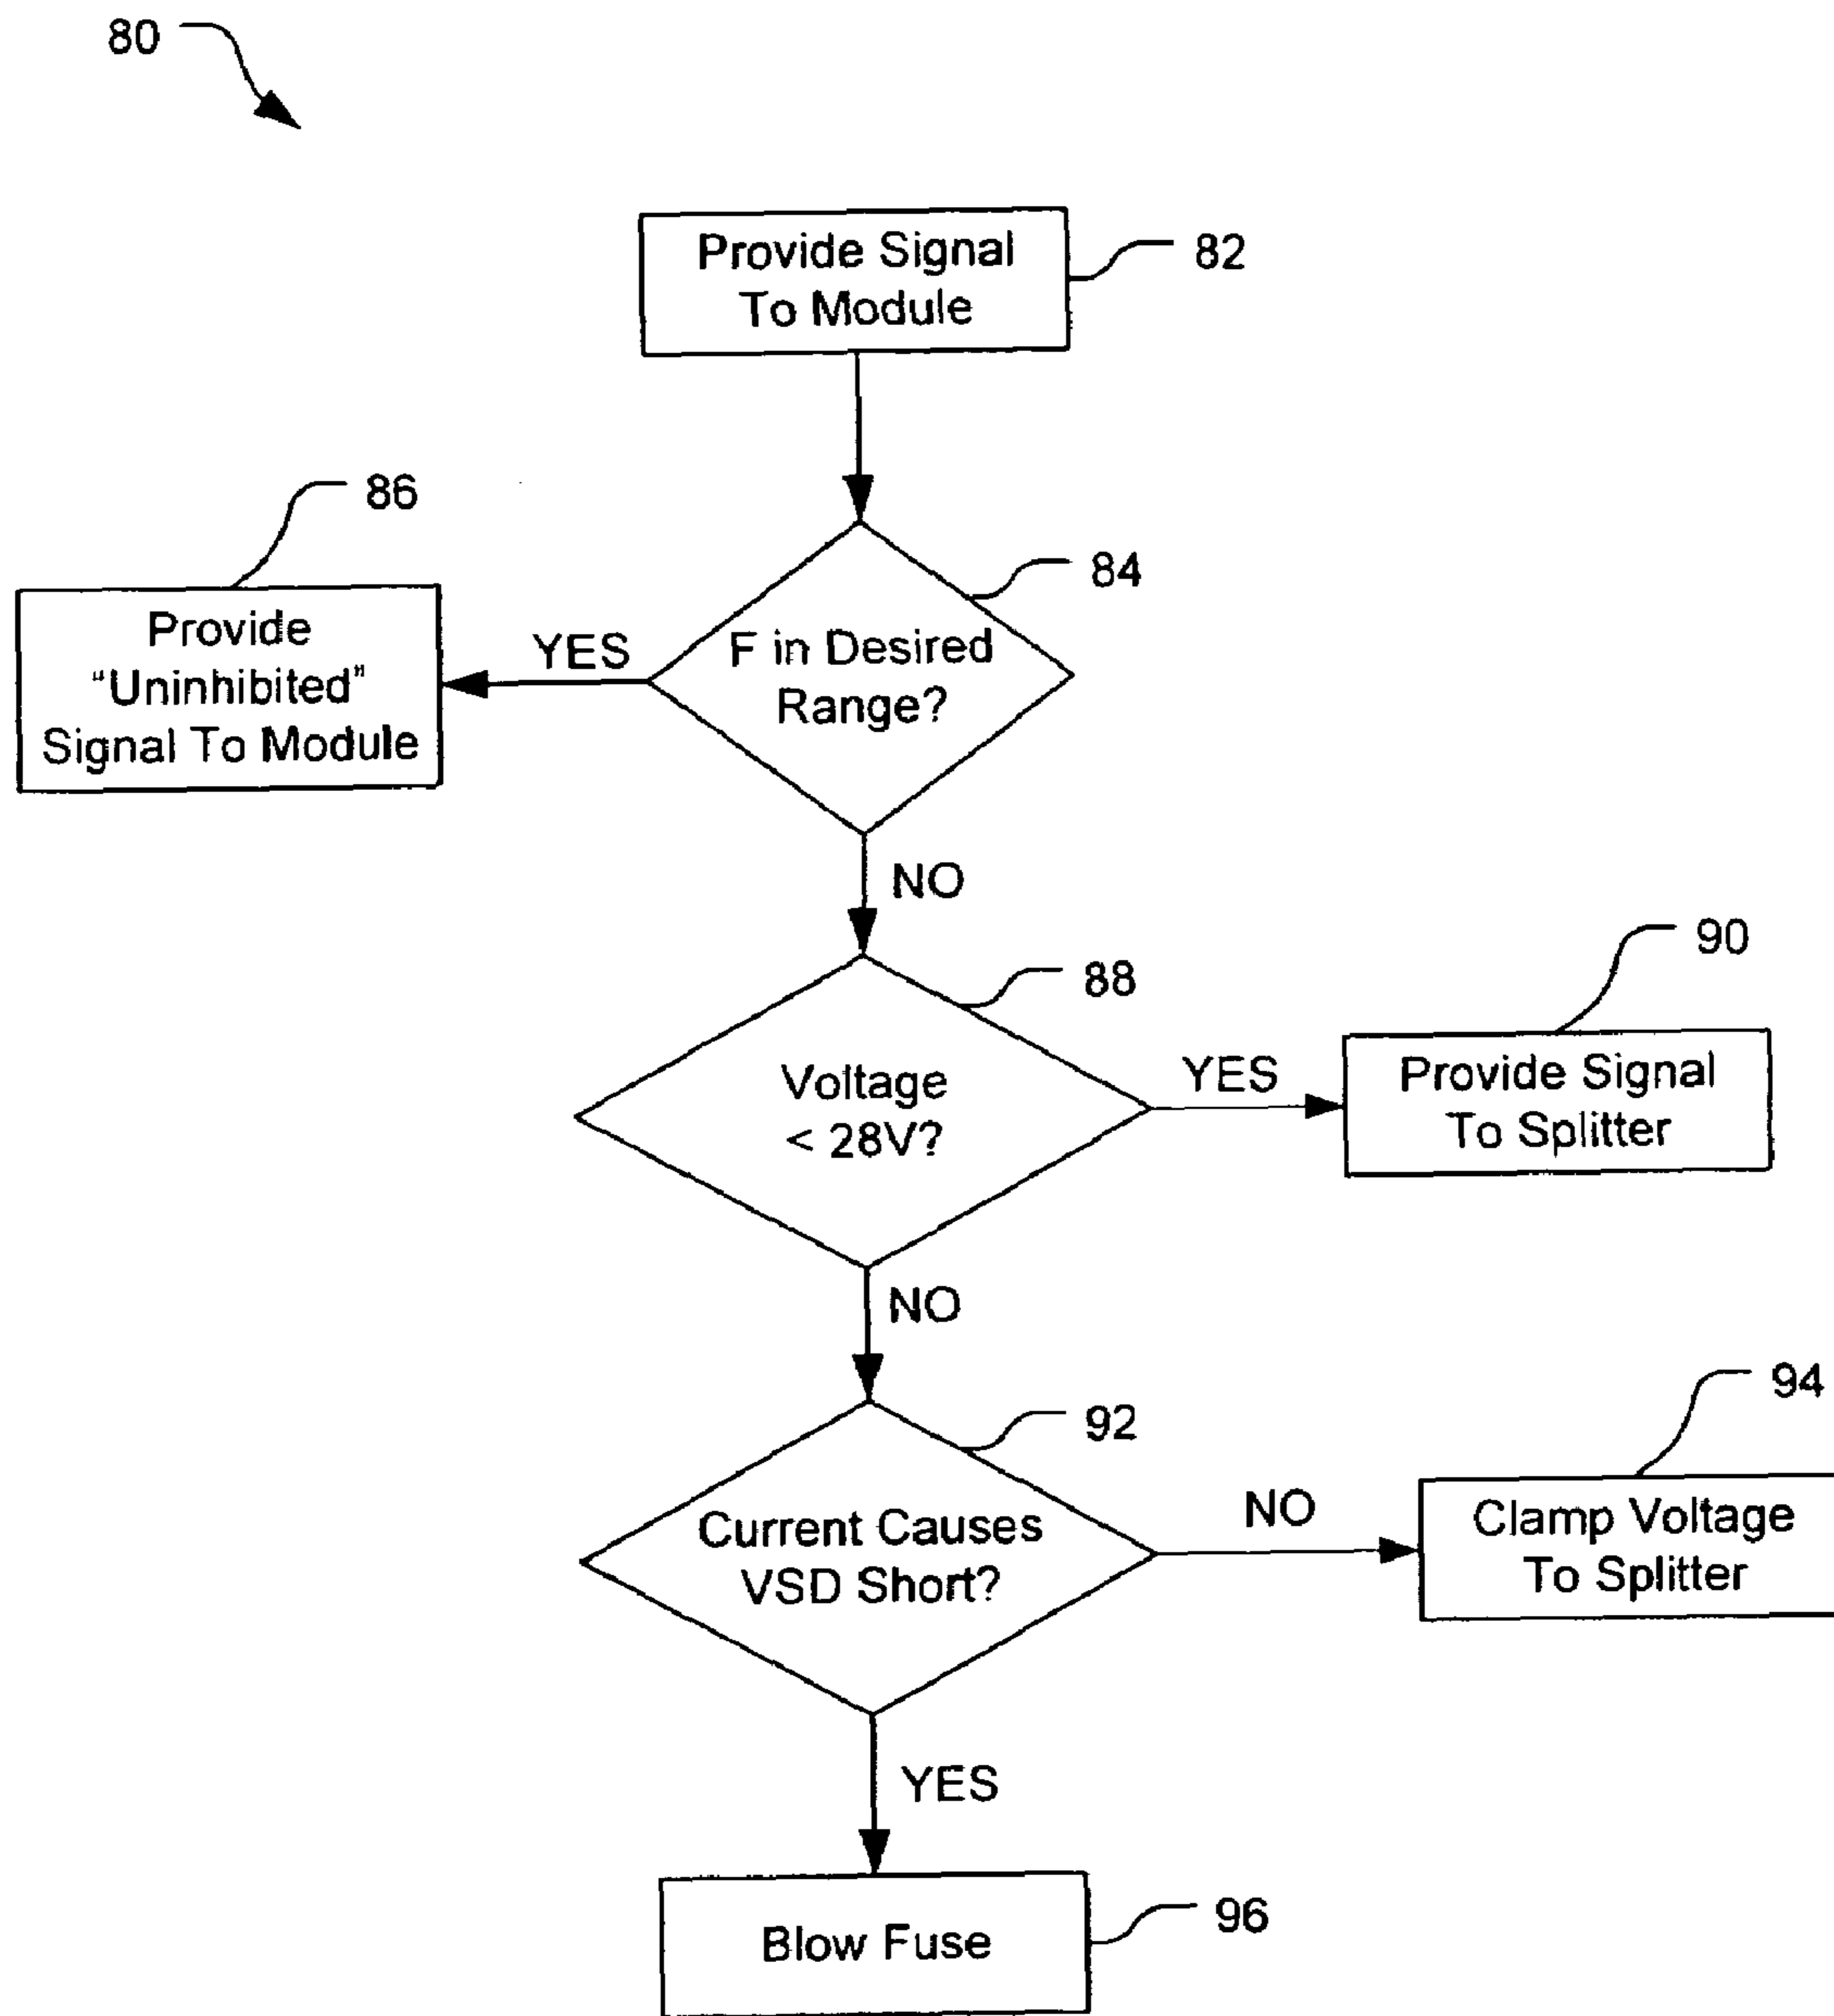 80
Provide Signal
To Module
82
86
84
Provide
"Uninhibited"
Signal To Module
YES
F in Desired
Range?
NO
88
90
Voltage
< 28V?
YES
Provide Signal
To Splitter
NO
92
94
Current Causes
VSD Short?
NO
Clamp Voltage
To Splitter
YES
Blow Fuse
96